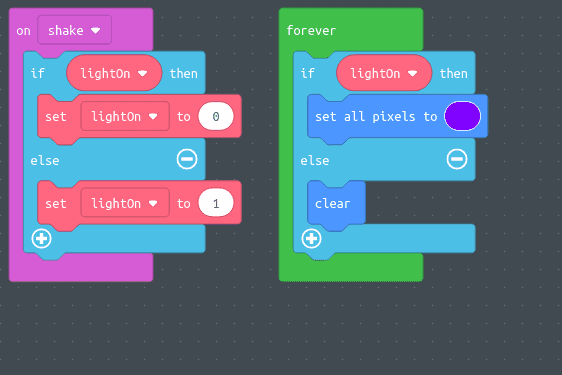 on shake
if lightOn then
set lightOn to 0
else
set lightOn to 1
forever
if lightOn then
set all pixels to
else
clear